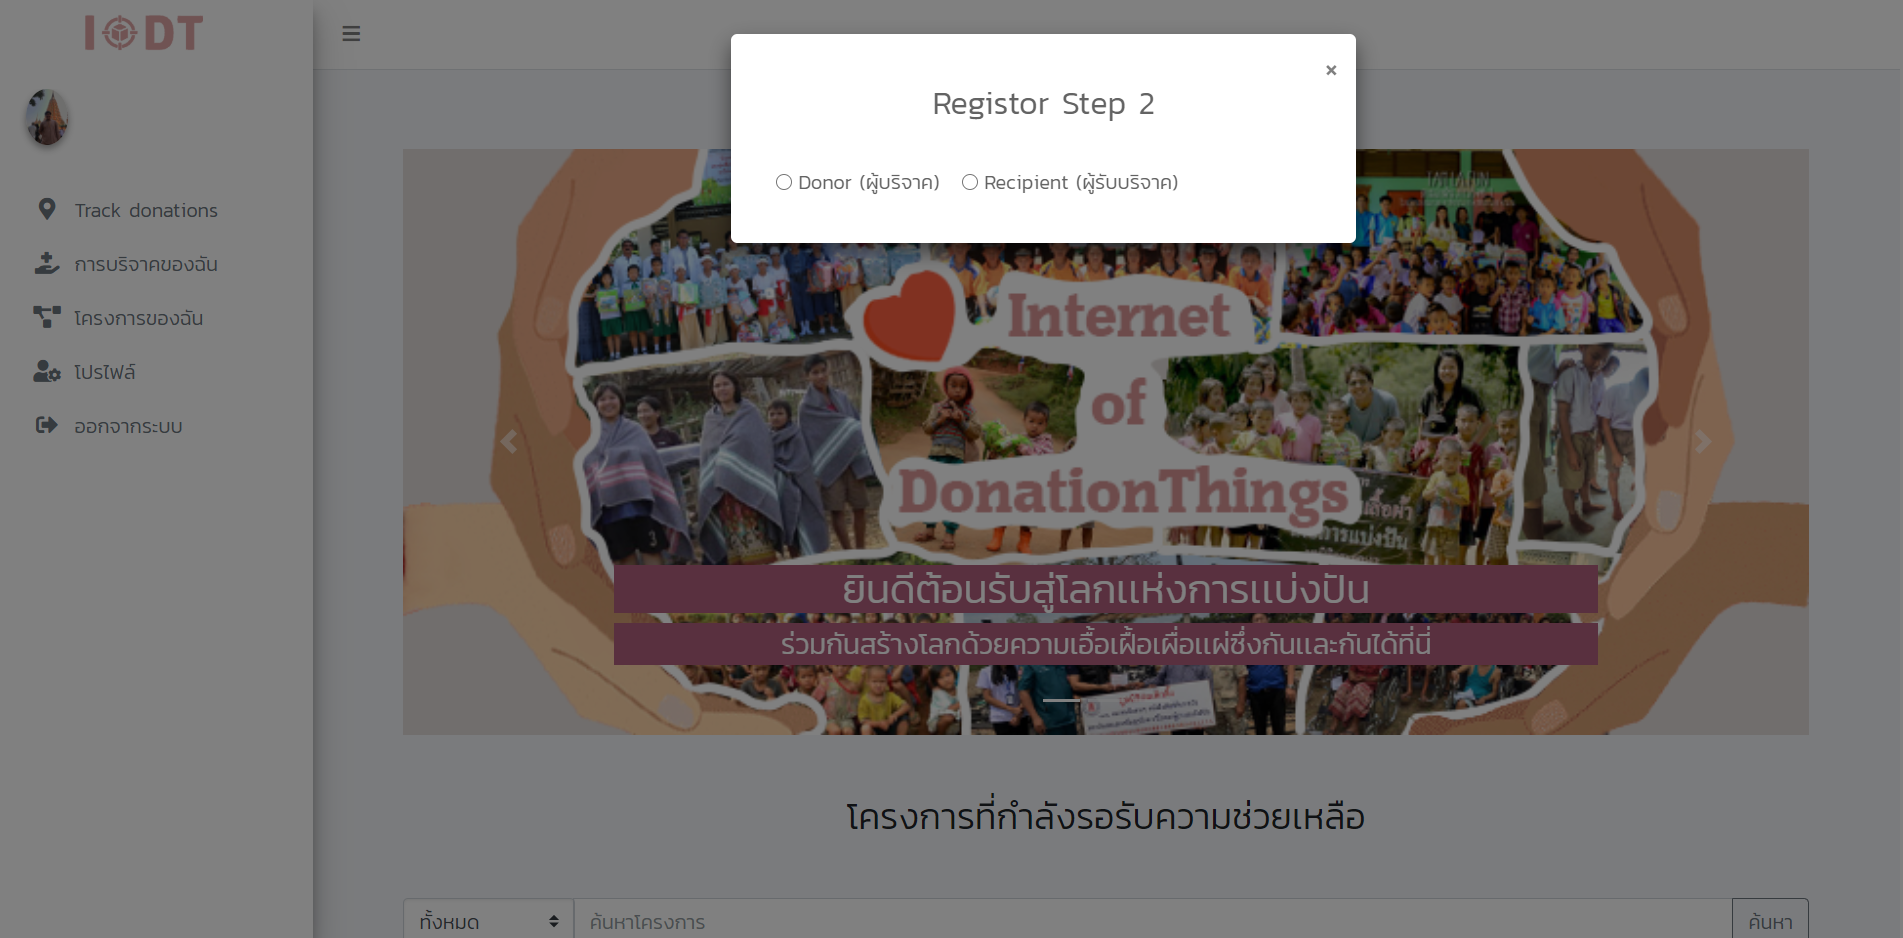 IODT
Registor Step 2
Donor (ผู้บริจาค) Recipient (ผู้รับบริจาค)
Track donations
การบริจาคของฉัน
โครงการของฉัน
โปรไฟล์
ออกจากระบบ
Internet
of
DonationThings
ยินดีต้อนรับสู่โลกแห่งการแบ่งปัน
ร่วมกันสร้างโลกด้วยความเอื้อเฝื้อเผื่อแผ่ซึ่งกันและกันได้ที่นี่
โครงการที่กำลังรอรับความช่วยเหลือ
ทั้งหมด ค้นหาโครงการ ค้นหา